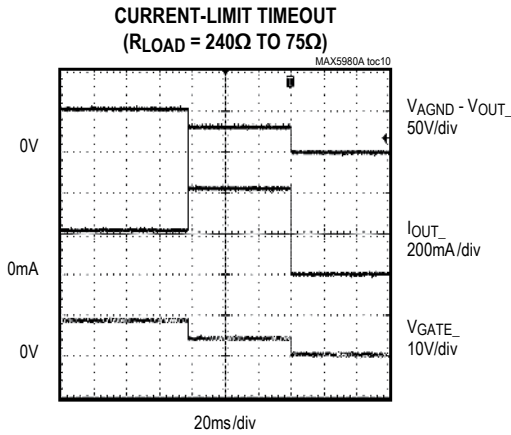 CURRENT-LIMIT TIMEOUT
(RLOAD = 240Ω TO 75Ω)
MAX5980A toc10
VAGND - VOUT_
50V/div
0V
IOUT_
200mA/div
0mA
VGATE_
10V/div
0V
20ms/div